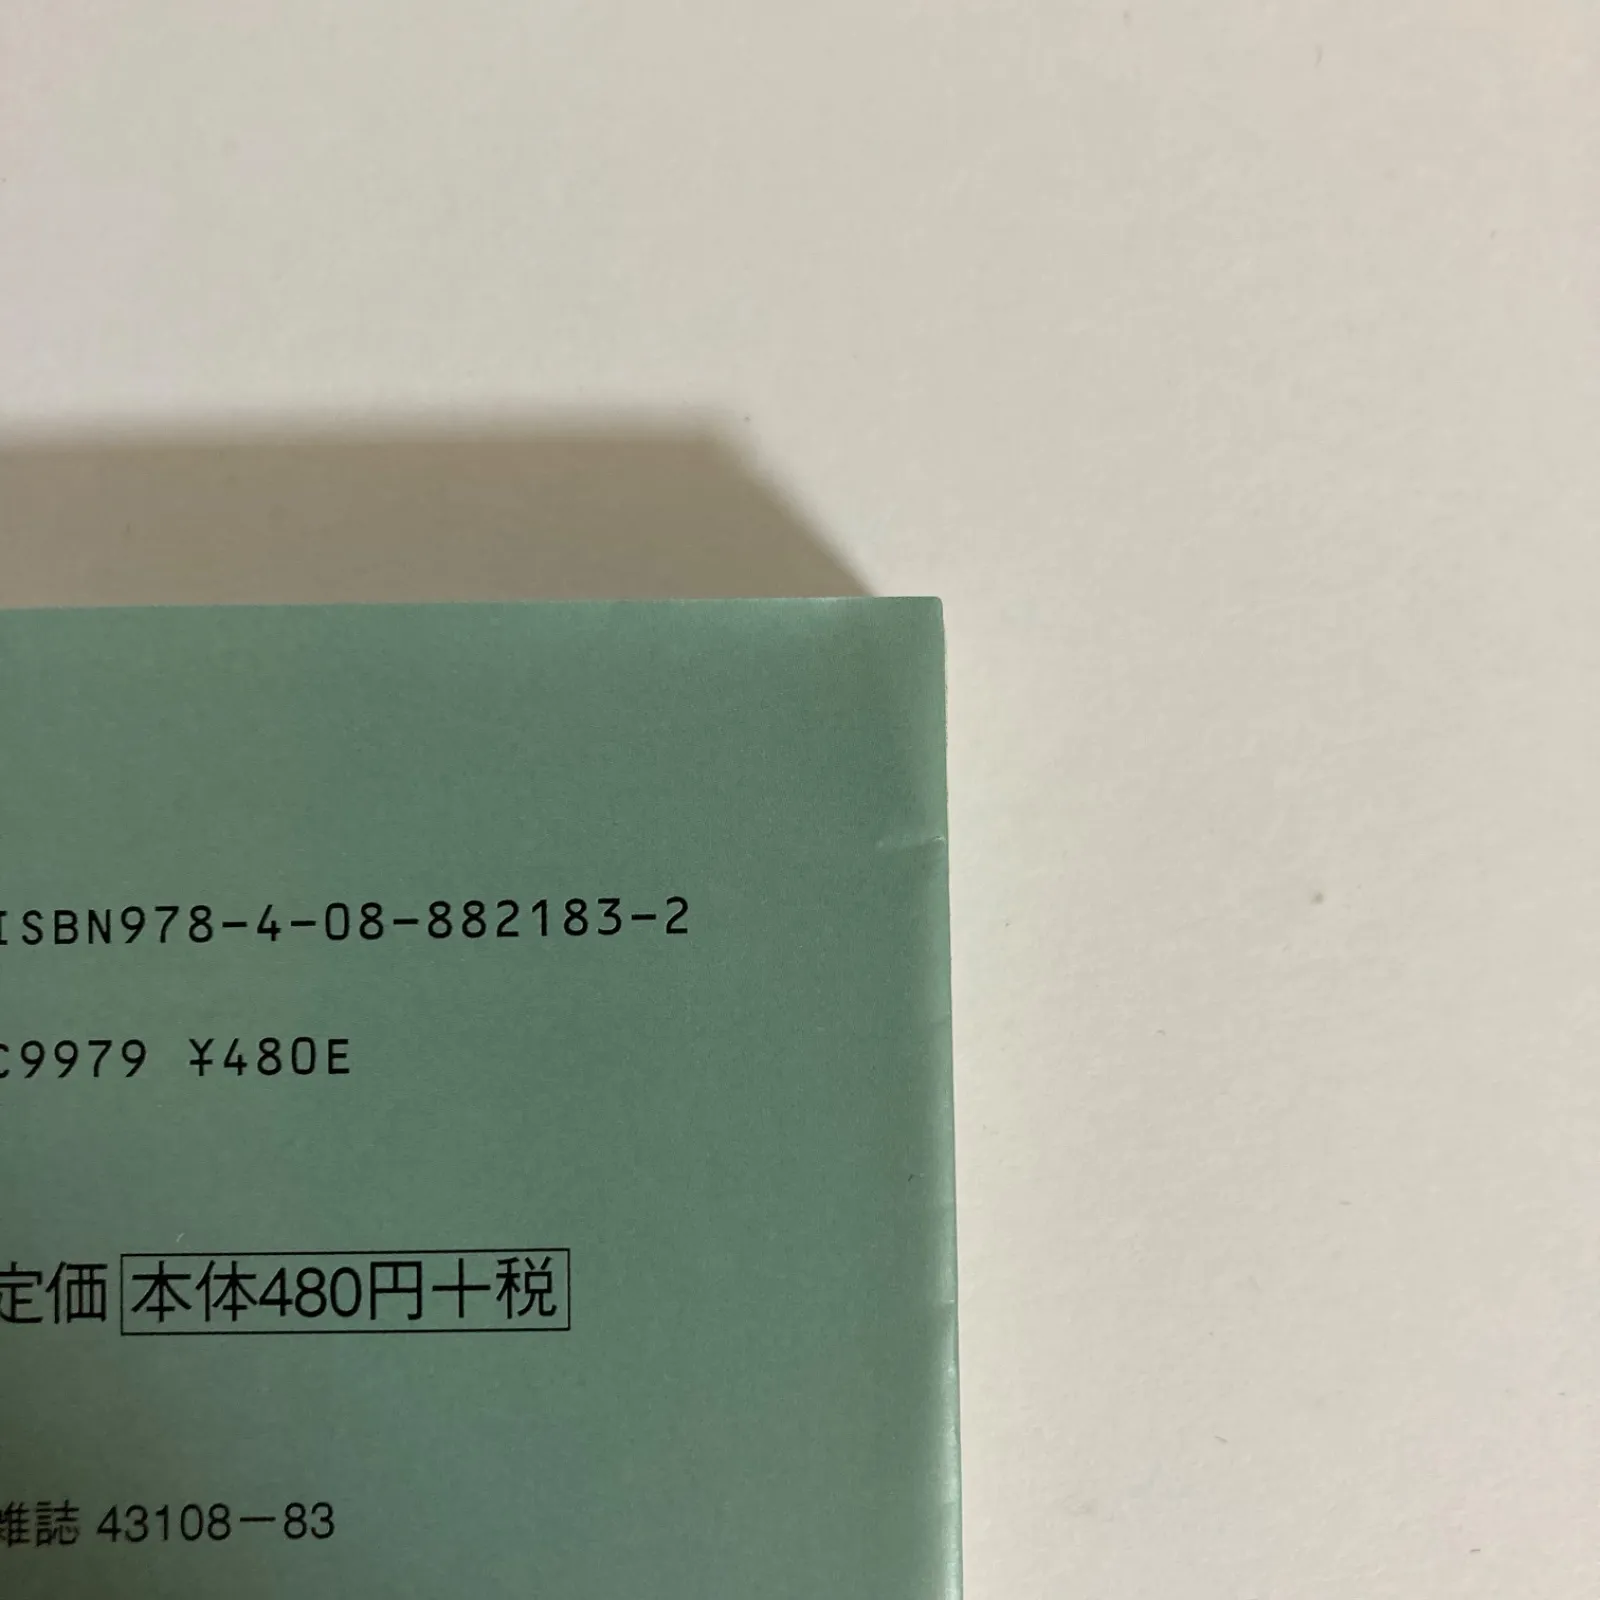 ISBN978-4-08-882183-2
C9979 ¥480E
定価 本体480円+税
雑誌 43108-83